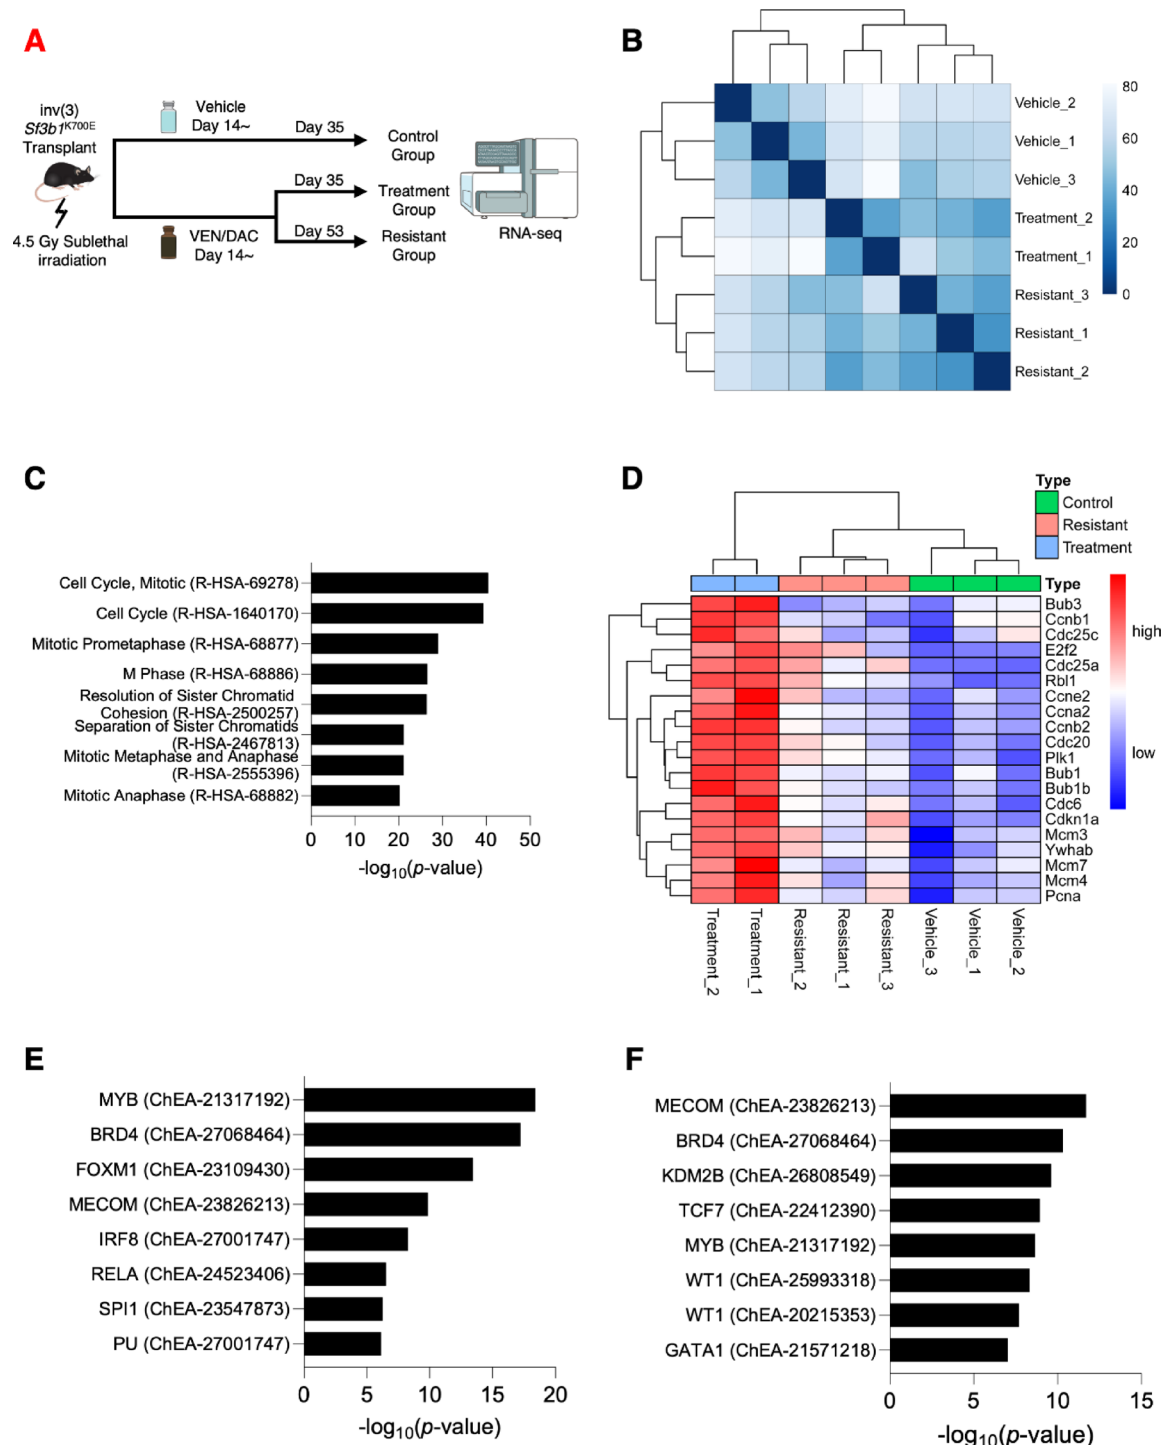 A
inv(3)
Sf3b1K700E
Transplant
4.5 Gy Sublethal
irradiation
Vehicle
Day 14~
Day 35
Control
Group
Day 35
Treatment
Group
VEN/DAC
Day 14~
Day 53
Resistant
Group
RNA-seq
B
Vehicle_2
Vehicle_1
Vehicle_3
Treatment_2
Treatment_1
Resistant_3
Resistant_1
Resistant_2
80
60
40
20
0
C
Cell Cycle, Mitotic (R-HSA-69278)
Cell Cycle (R-HSA-1640170)
Mitotic Prometaphase (R-HSA-68877)
M Phase (R-HSA-68886)
Resolution of Sister Chromatid
Cohesion (R-HSA-2500257)
Separation of Sister Chromatids
(R-HSA-2467813)
Mitotic Metaphase and Anaphase
(R-HSA-2555396)
Mitotic Anaphase (R-HSA-68882)
0 10 20 30 40 50
-log10(p-value)
D
Type
Control
Resistant
Treatment
Type
high
low
Bub3
Ccnb1
Cdc25c
E2f2
Cdc25a
Rbl1
Ccne2
Ccna2
Ccnb2
Cdc20
Plk1
Bub1
Bub1b
Cdc6
Cdkn1a
Mcm3
Ywhab
Mcm7
Mcm4
Pcna
Treatment_2
Treatment_1
Resistant_2
Resistant_1
Resistant_3
Vehicle_3
Vehicle_1
Vehicle_2
E
MYB (ChEA-21317192)
BRD4 (ChEA-27068464)
FOXM1 (ChEA-23109430)
MECOM (ChEA-23826213)
IRF8 (ChEA-27001747)
RELA (ChEA-24523406)
SPI1 (ChEA-23547873)
PU (ChEA-27001747)
0 5 10 15 20
-log10(p-value)
F
MECOM (ChEA-23826213)
BRD4 (ChEA-27068464)
KDM2B (ChEA-26808549)
TCF7 (ChEA-22412390)
MYB (ChEA-21317192)
WT1 (ChEA-25993318)
WT1 (ChEA-20215353)
GATA1 (ChEA-21571218)
0 5 10 15
-log10(p-value)